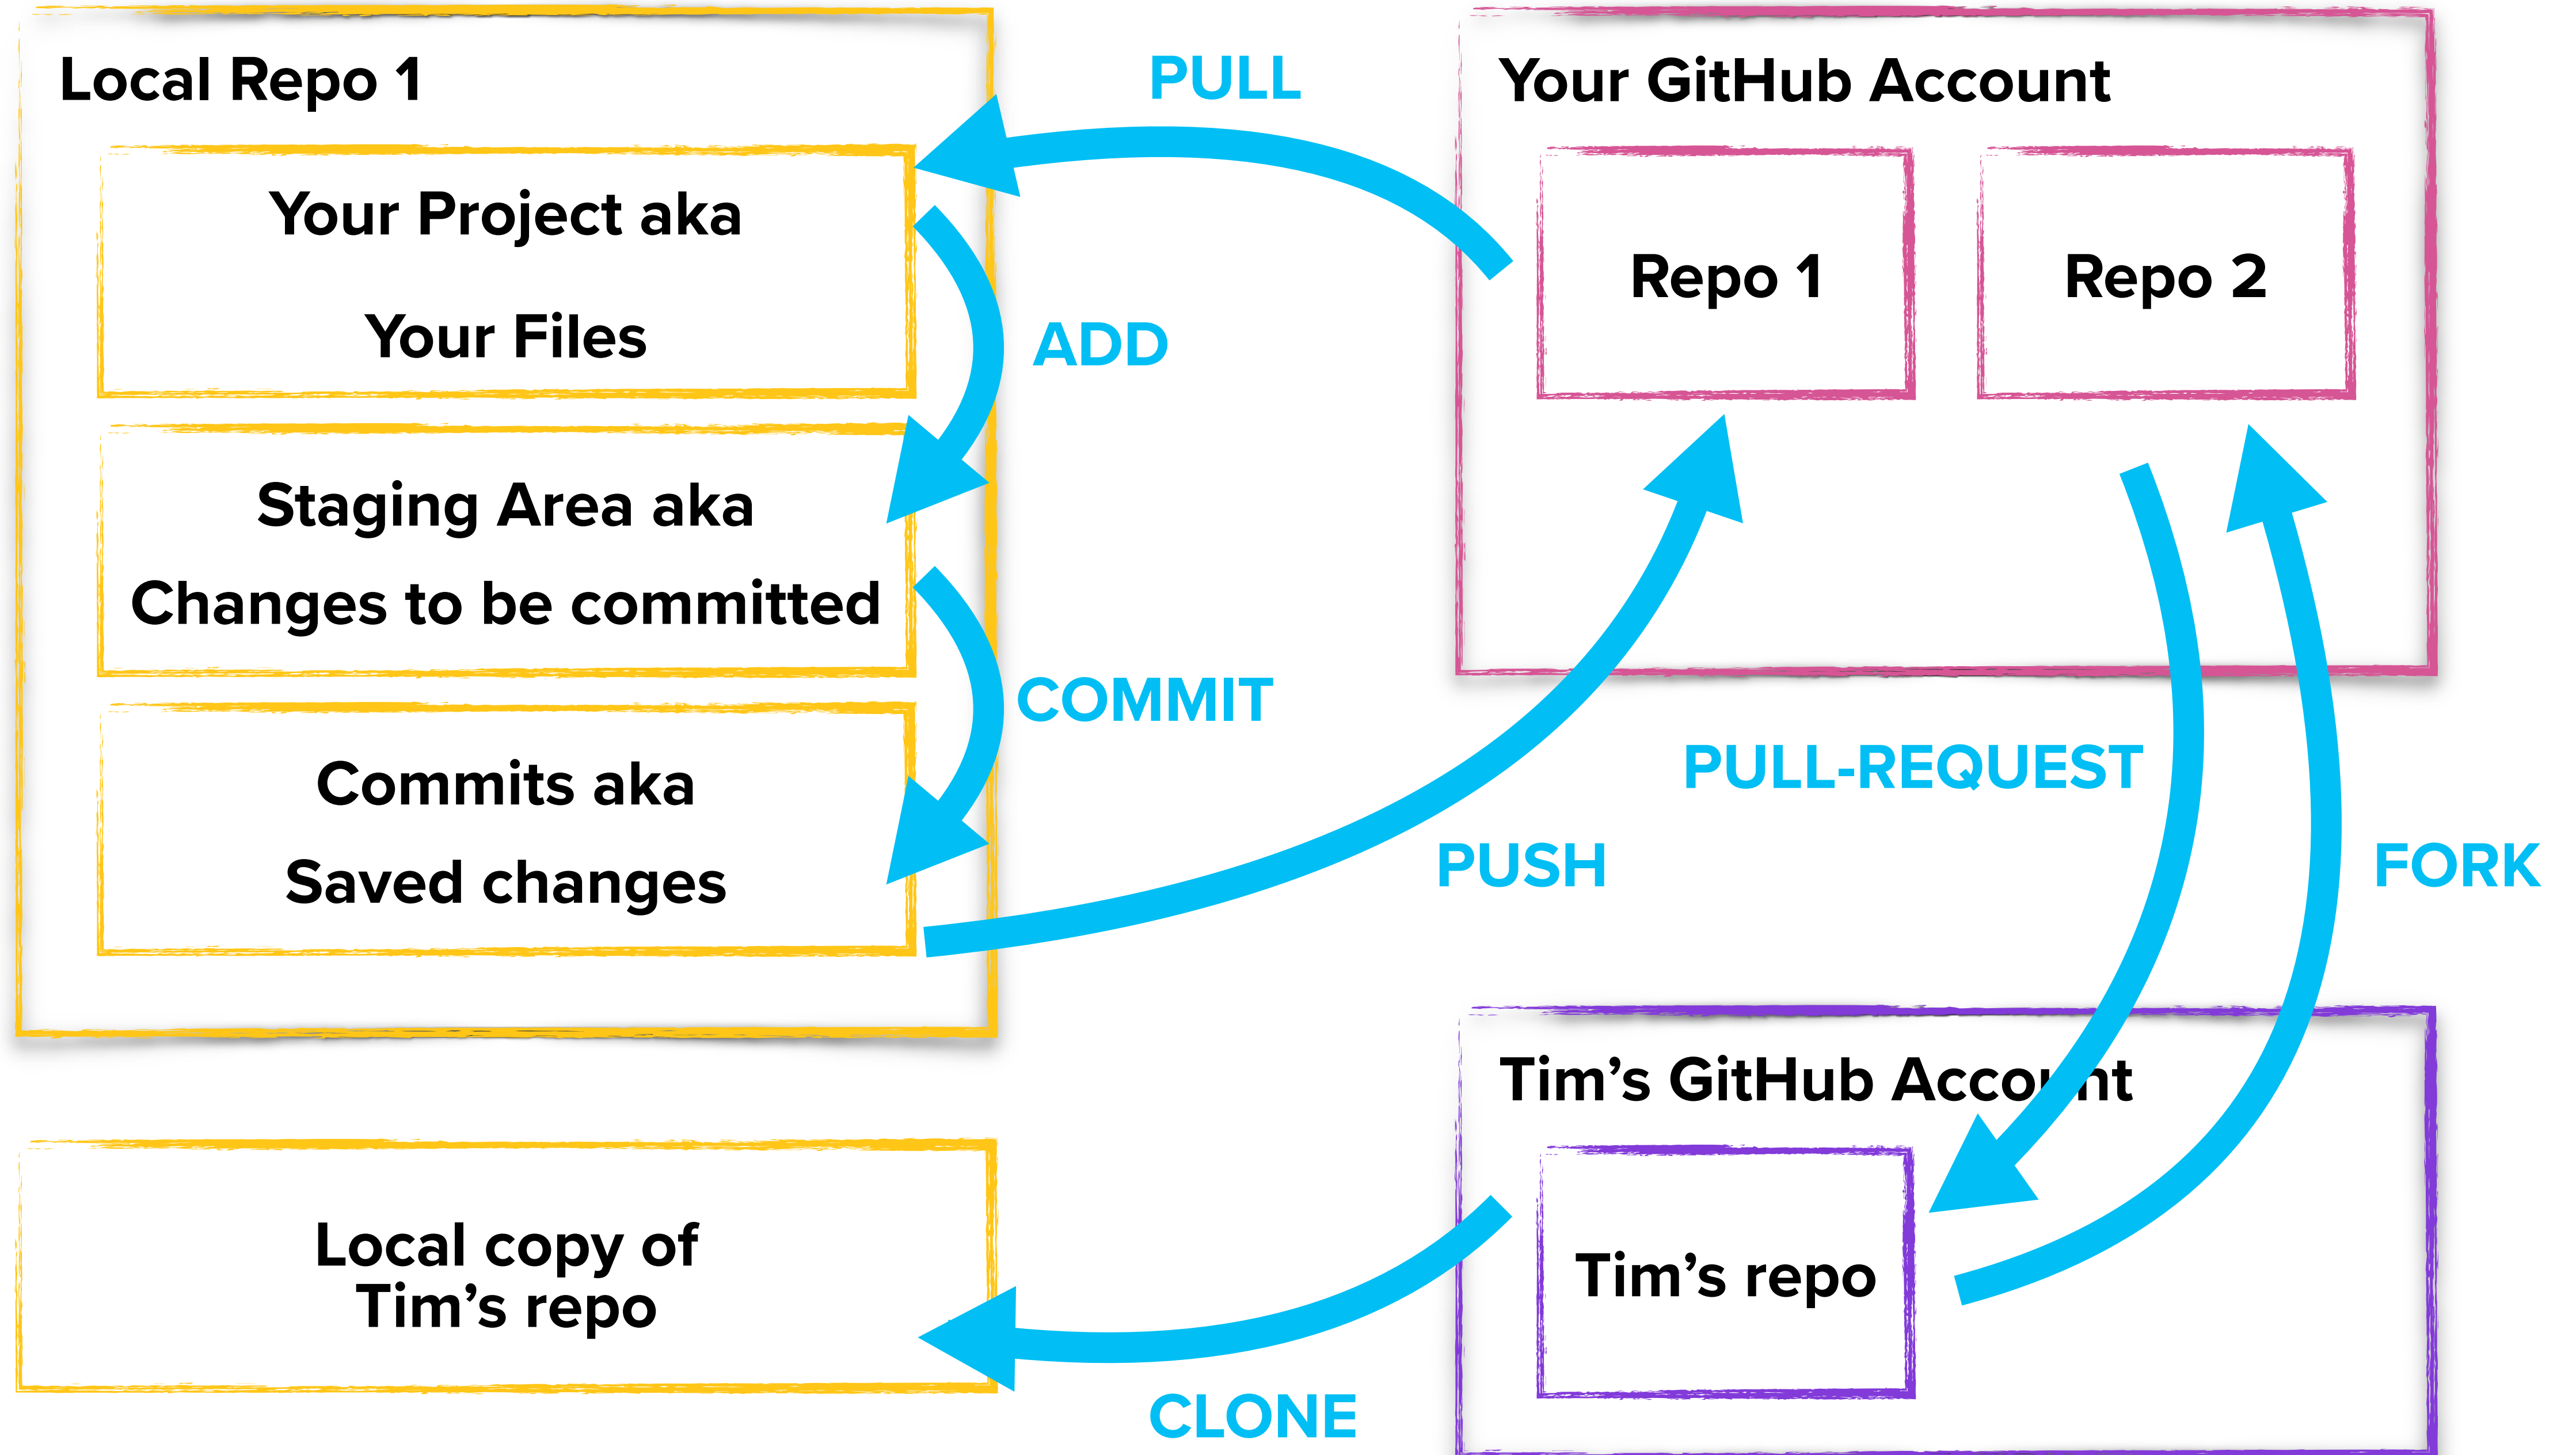 Local Repo 1
Your Project aka
Your Files
Staging Area aka
Changes to be committed
Commits aka
Saved changes
PULL
ADD
COMMIT
PUSH
Your GitHub Account
Repo 1
Repo 2
PULL-REQUEST
FORK
Tim’s GitHub Account
Tim’s repo
Local copy of
Tim’s repo
CLONE